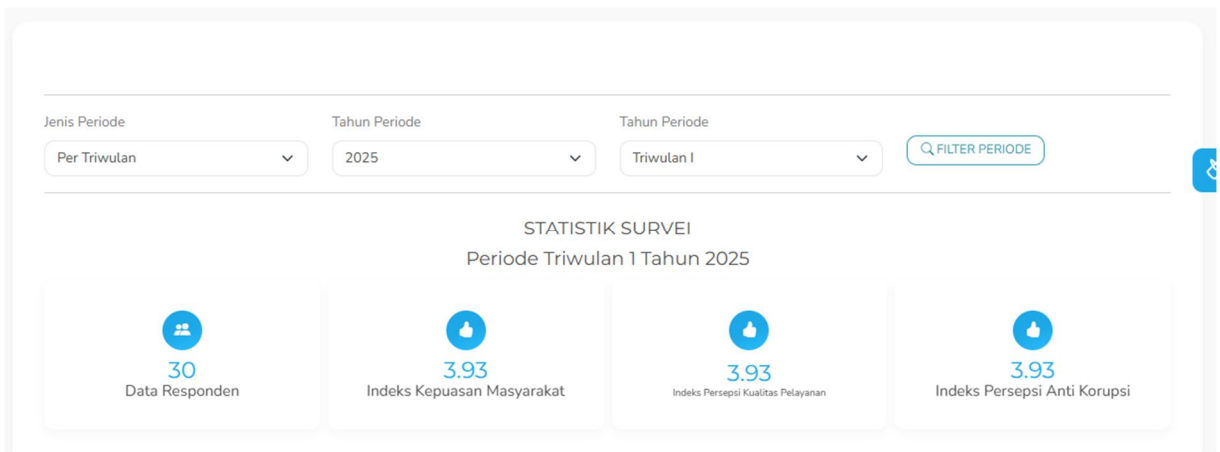 Jenis Periode
Tahun Periode
Tahun Periode
Per Triwulan
2025
Triwulan I
FILTER PERIODE
STATISTIK SURVEI
Periode Triwulan 1 Tahun 2025
30
Data Responden
3.93
Indeks Kepuasan Masyarakat
3.93
Indeks Persepsi Kualitas Pelayanan
3.93
Indeks Persepsi Anti Korupsi